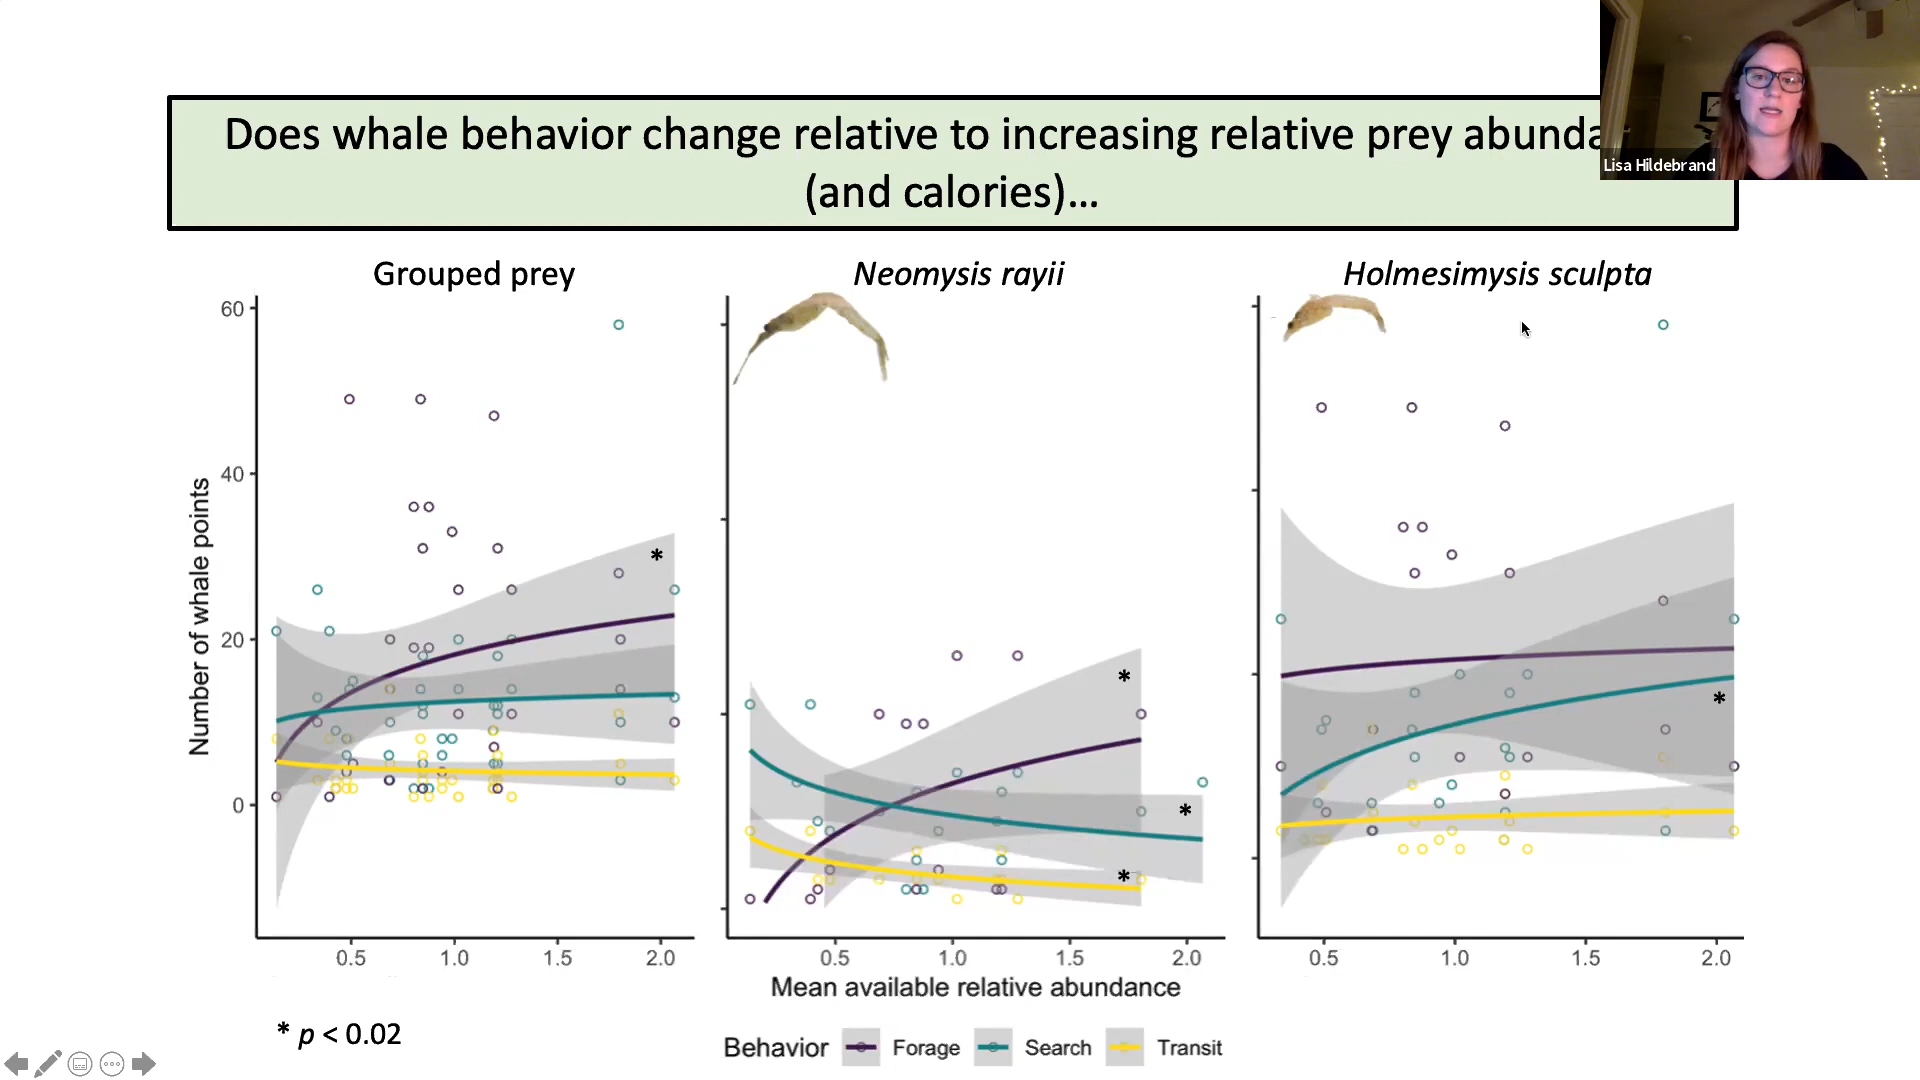 Does whale behavior change relative to increasing relative prey
(and calories)...
Lisa Hildebrand
Grouped prey
Neomysis rayii
Holmesimysis sculpta
Number of whale points
60
40
20
0
0.5 1.0 1.5 2.0
0.5 1.0 1.5 2.0
0.5 1.0 1.5 2.0
*
*
*
*
*
Mean available relative abundance
* p < 0.02
Behavior Forage Search Transit